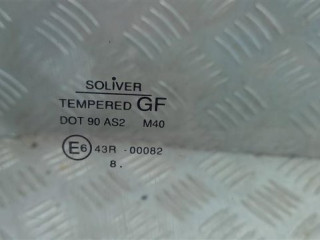 SOLiVER
TEMPERED GF
DOT 90 AS2 M40
E6 43R -00082
8.